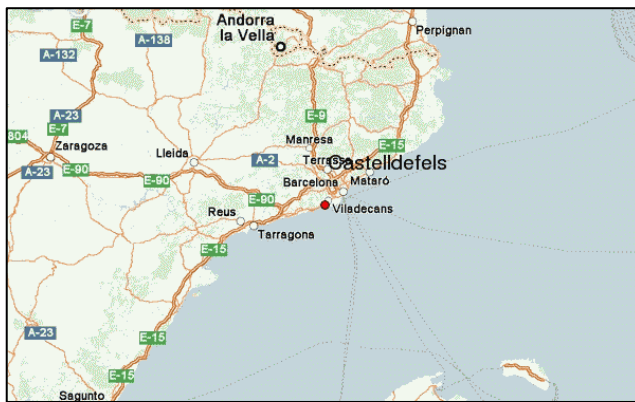 E-7
A-138
Andorra
la Vella
Perpignan
A-132
A-23
E-9
E-7
804
Zaragoza
Manresa
E-15
Lleida
A-2
Terrassa
Castelldefels
A-23
E-90
E-90
Barcelona
Mataró
E-90
Viladecans
Reus
Tarragona
E-15
A-23
E-15
E-15
Sagunto